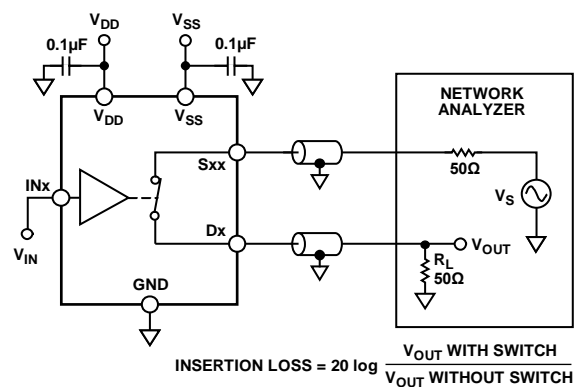 VDD
VSS
0.1µF
0.1µF
VDD
VSS
NETWORK
ANALYZER
Sxx
50Ω
VS
INx
Dx
VOUT
VIN
RL
50Ω
GND
INSERTION LOSS = 20 log VOUT WITH SWITCH
VOUT WITHOUT SWITCH